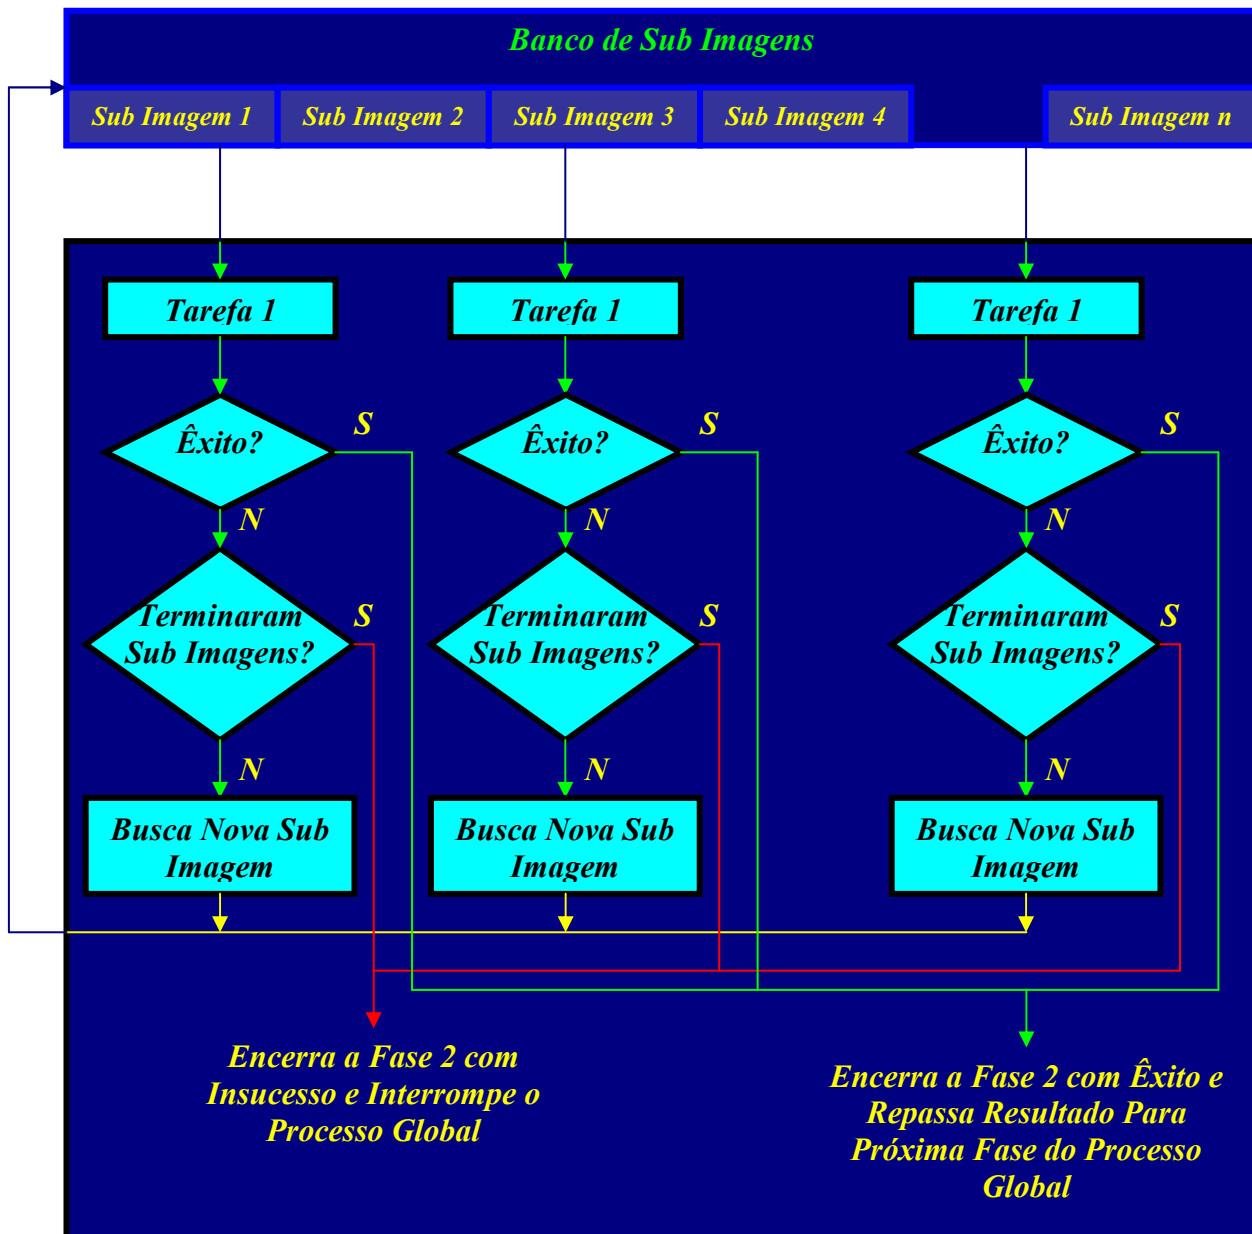 Banco de Sub Imagens
Sub Imagem 1
Sub Imagem 2
Sub Imagem 3
Sub Imagem 4
Sub Imagem n
Tarefa 1
Tarefa 1
Tarefa 1
Êxito?
S
Êxito?
S
Êxito?
S
N
N
N
Terminaram
Sub Imagens?
S
Terminaram
Sub Imagens?
S
Terminaram
Sub Imagens?
S
N
N
N
Busca Nova Sub
Imagem
Busca Nova Sub
Imagem
Busca Nova Sub
Imagem
Encerra a Fase 2 com
Insucesso e Interrompe o
Processo Global
Encerra a Fase 2 com Êxito e
Repassa Resultado Para
Próxima Fase do Processo
Global